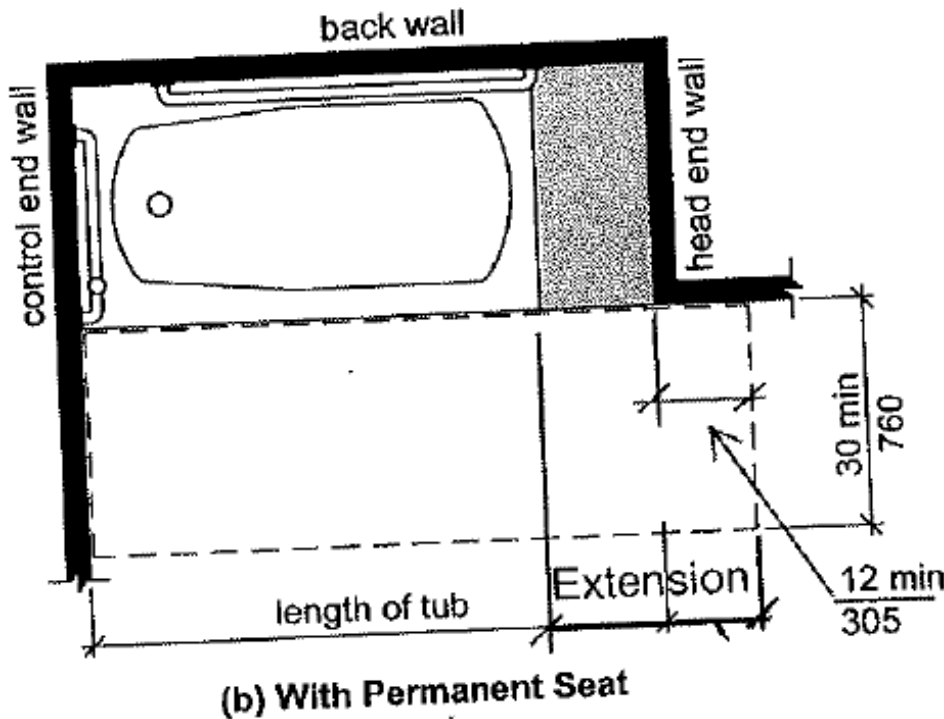 back wall
control end wall
head end wall
30 min
760
12 min
305
Extension
length of tub
(b) With Permanent Seat